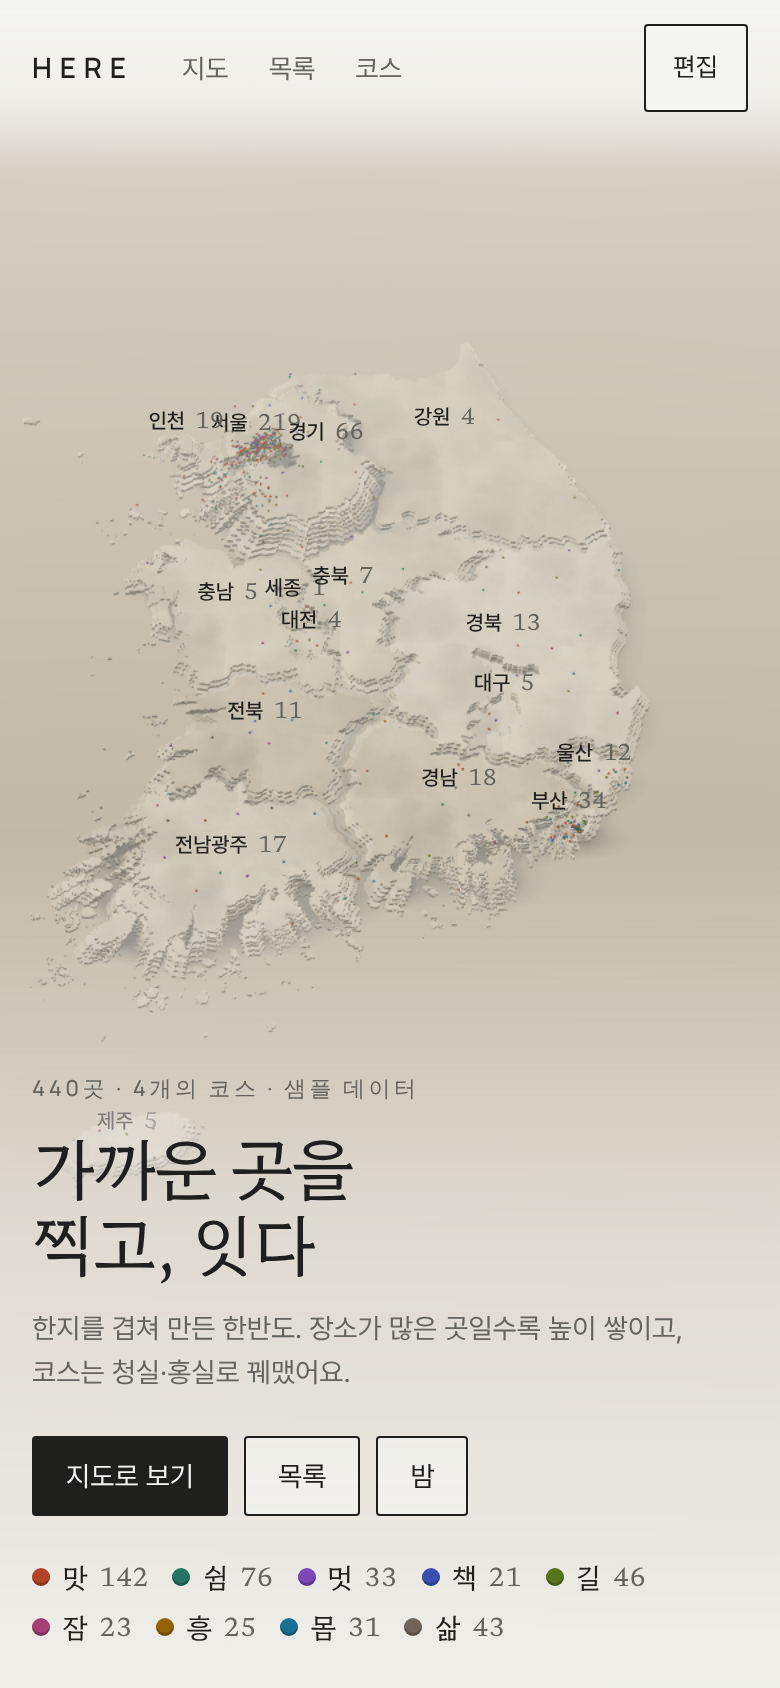 HERE 지도 목록 코스 편집
인천 19 서울 219 경기 66 강원 4
충남 5 세종 1 충북 7
대전 4 경북 13
대구 5
전북 11
울산 12
경남 18
부산 34
전남광주 17
440곳 · 4개의 코스 · 샘플 데이터
제주 5
가까운 곳을
찍고, 잇다
한지를 겹쳐 만든 한반도. 장소가 많은 곳일수록 높이 쌓이고,
코스는 청실·홍실로 꿰맸어요.
지도로 보기 목록 밤
맛 142 쉼 76 멋 33 책 21 길 46
잠 23 흥 25 봄 31 삶 43